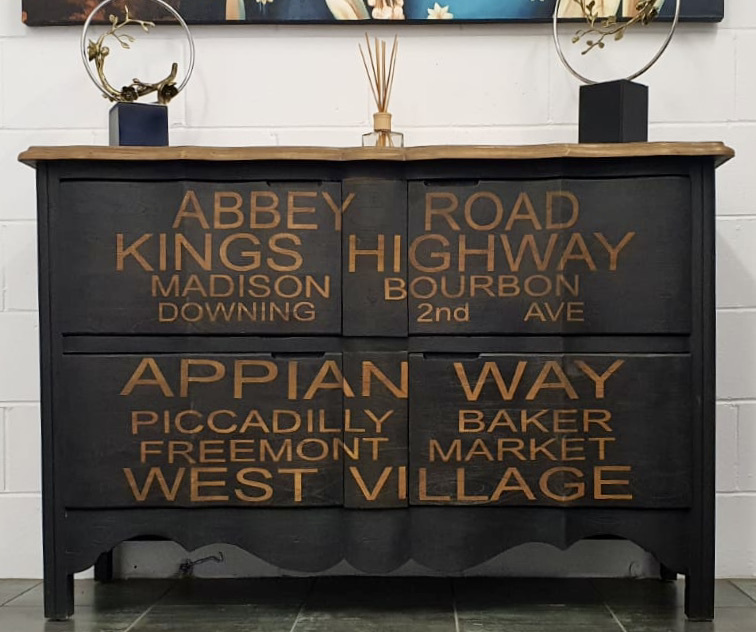 ABBEY ROAD
KINGS HIGHWAY
MADISON BOURBON
DOWNING 2nd AVE
APPIAN WAY
PICCADILLY BAKER
FREEMONT MARKET
WEST VILLAGE